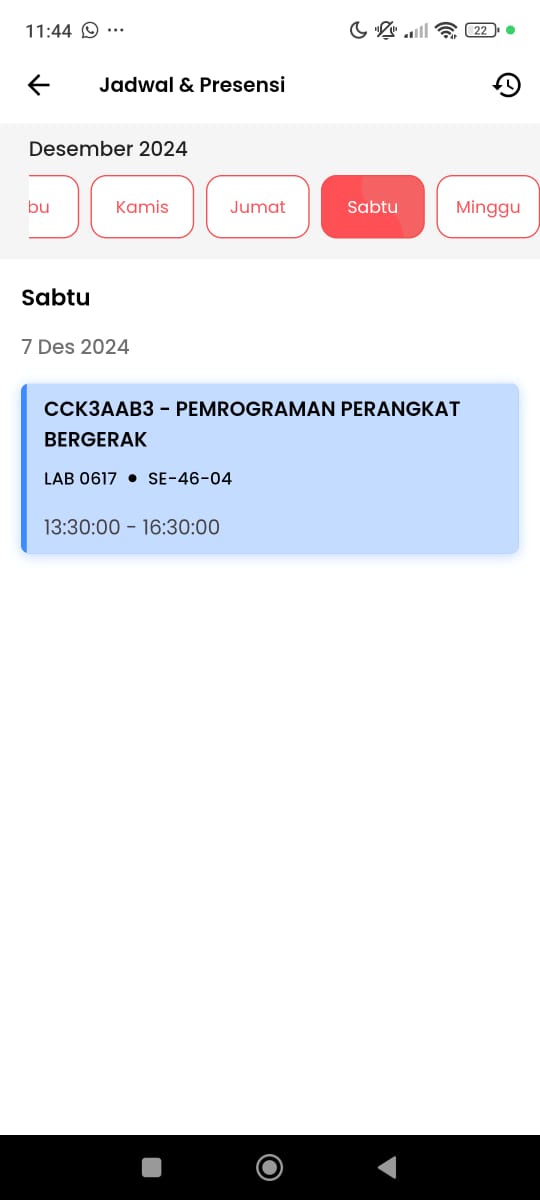 11:44
22
Jadwal & Presensi
Desember 2024
bu
Kamis
Jumat
Sabtu
Minggu
Sabtu
7 Des 2024
CCK3AAB3 - PEMROGRAMAN PERANGKAT
BERGERAK
LAB 0617 • SE-46-04
13:30:00 - 16:30:00